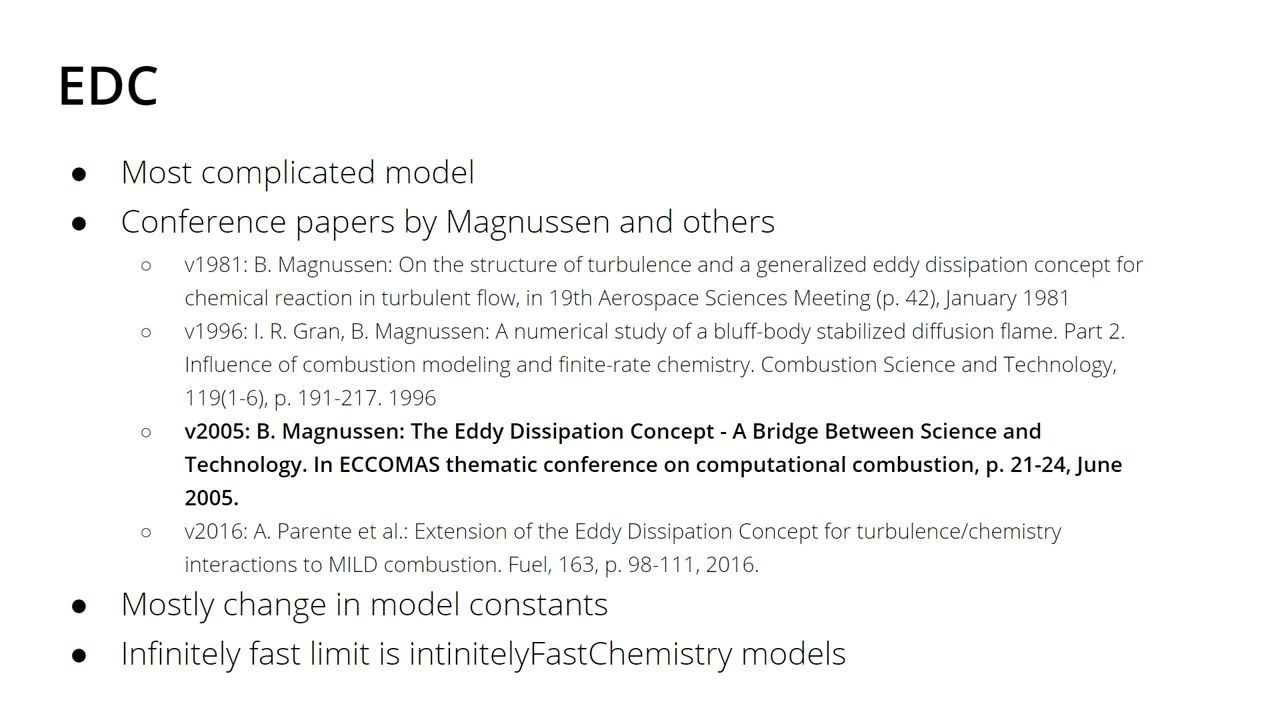 EDC
● Most complicated model
● Conference papers by Magnussen and others
○ v1981: B. Magnussen: On the structure of turbulence and a generalized eddy dissipation concept for
chemical reaction in turbulent flow, in 19th Aerospace Sciences Meeting (p. 42), January 1981
○ v1996: I. R. Gran, B. Magnussen: A numerical study of a bluff-body stabilized diffusion flame. Part 2.
Influence of combustion modeling and finite-rate chemistry. Combustion Science and Technology,
119(1-6), p. 191-217. 1996
○ v2005: B. Magnussen: The Eddy Dissipation Concept - A Bridge Between Science and
Technology. In ECCOMAS thematic conference on computational combustion, p. 21-24, June
2005.
○ v2016: A. Parente et al.: Extension of the Eddy Dissipation Concept for turbulence/chemistry
interactions to MILD combustion. Fuel, 163, p. 98-111, 2016.
● Mostly change in model constants
● Infinitely fast limit is intinitelyFastChemistry models